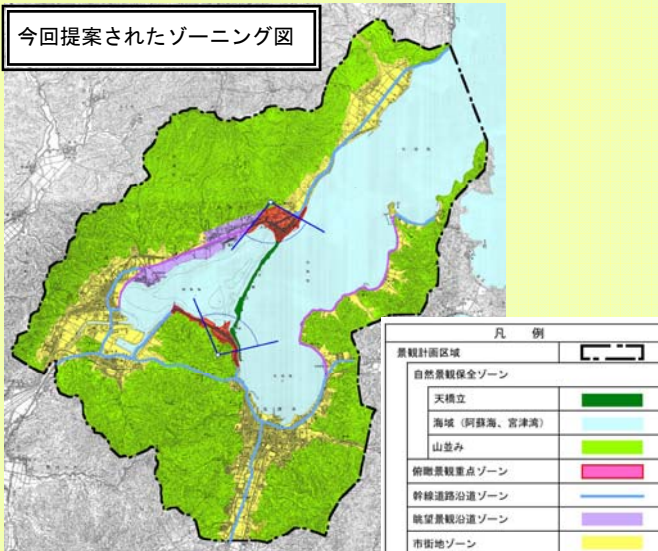 今回提案されたゾーニング図
凡 例
景観計画区域
自然景観保全ゾーン
天橋立
海域（阿蘇海、宮津湾）
山並み
俯瞰景観重点ゾーン
幹線道路沿道ゾーン
眺望景観沿道ゾーン
市街地ゾーン